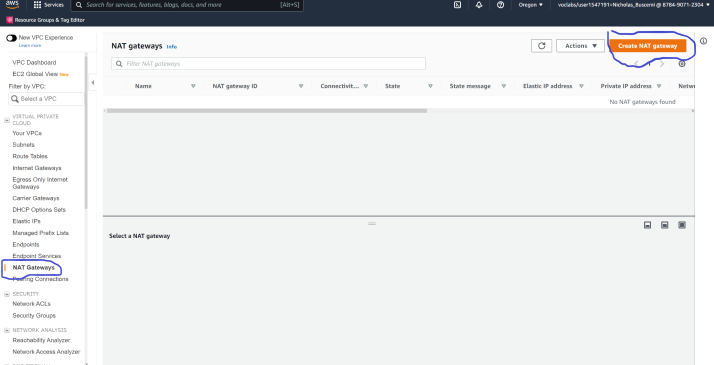 aws
Services
Search for services, features, blogs, docs, and more
[Alt+S]
Oregon ▼
voclabs/user1547191=Nicholas_Buscemi @ 8784-9071-2304 ▼
Resource Groups & Tag Editor
New VPC Experience
Learn more
VPC Dashboard
EC2 Global View New
Filter by VPC:
Select a VPC
VIRTUAL PRIVATE
CLOUD
Your VPCs
Subnets
Route Tables
Internet Gateways
Egress Only Internet
Gateways
Carrier Gateways
DHCP Options Sets
Elastic IPs
Managed Prefix Lists
Endpoints
Endpoint Services
NAT Gateways
Peering Connections
SECURITY
Network ACLs
Security Groups
NETWORK ANALYSIS
Reachability Analyzer
Network Access Analyzer
NAT gateways Info
Actions ▼
Create NAT gateway
Filter NAT gateways
1
Name
NAT gateway ID
Connectivit...
State
State message
Elastic IP address
Private IP address
Netwo
No NAT gateways found
Select a NAT gateway